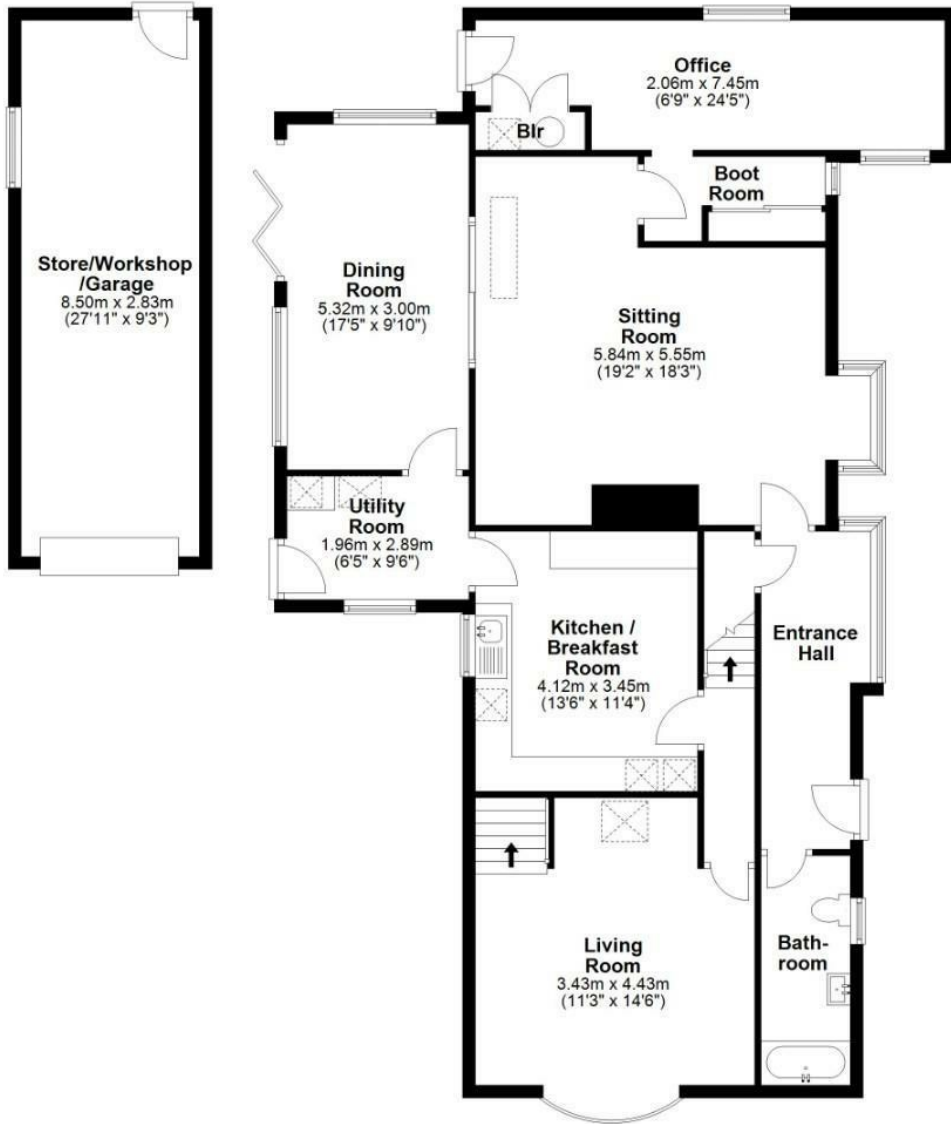 Office
2.06m x 7.45m
(6'9" x 24'5")
Blr
Boot
Room
Store/Workshop
/Garage
8.50m x 2.83m
(27'11" x 9'3")
Dining
Room
5.32m x 3.00m
(17'5" x 9'10")
Sitting
Room
5.84m x 5.55m
(19'2" x 18'3")
Utility
Room
1.96m x 2.89m
(6'5" x 9'6")
Kitchen /
Breakfast
Room
4.12m x 3.45m
(13'6" x 11'4")
Entrance
Hall
Living
Room
3.43m x 4.43m
(11'3" x 14'6")
Bath-
room